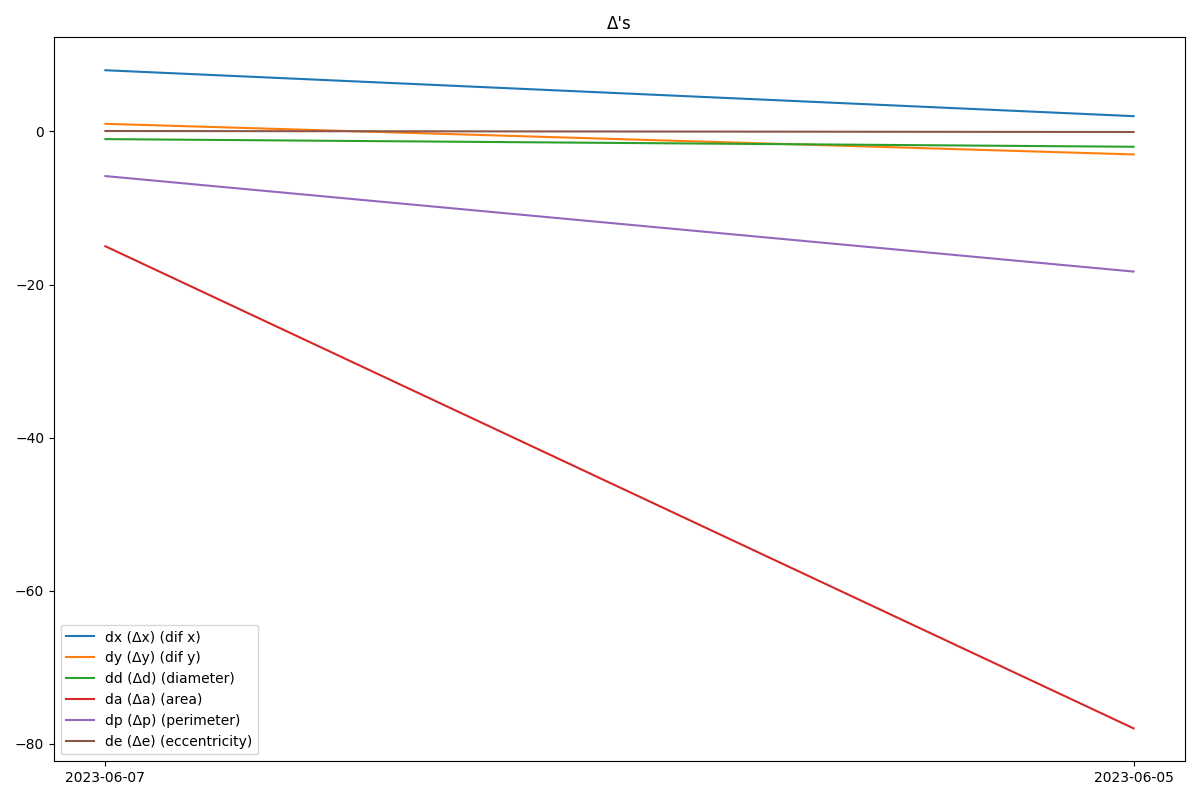 Δ's
0
−20
−40
−60
−80
dx (Δx) (dif x)
dy (Δy) (dif y)
dd (Δd) (diameter)
da (Δa) (area)
dp (Δp) (perimeter)
de (Δe) (eccentricity)
2023-06-07
2023-06-05